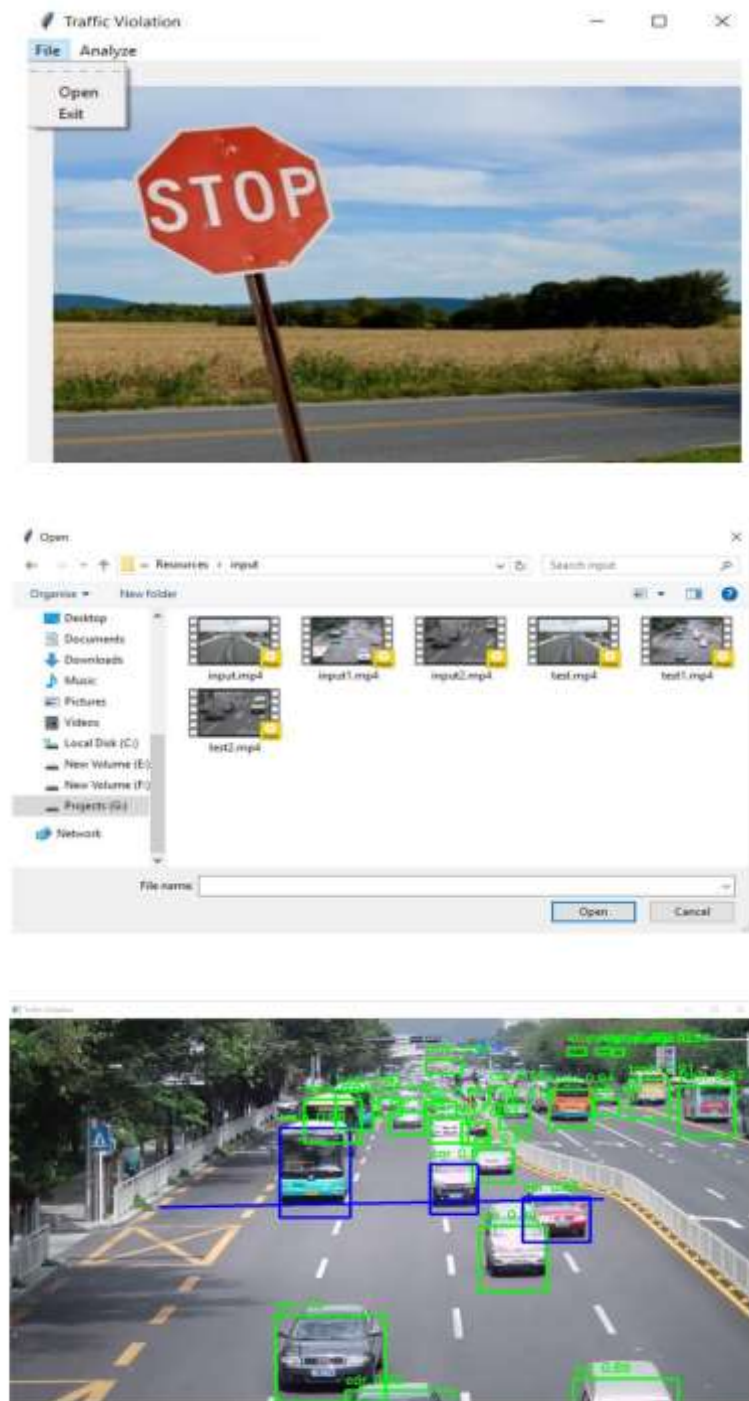 Traffic Violation
File Analyze
Open
Exit
STOP
Open
Resources › input
Search input
Organise New folder
Desktop
Documents
Downloads
Music
Pictures
Videos
Local Disk (C:)
New Volume (E:)
New Volume (F:)
Projects (G:)
Network
input.mp4 input1.mp4 input2.mp4 test.mp4 test1.mp4
test2.mp4
File name:
Open Cancel
Traffic Violation